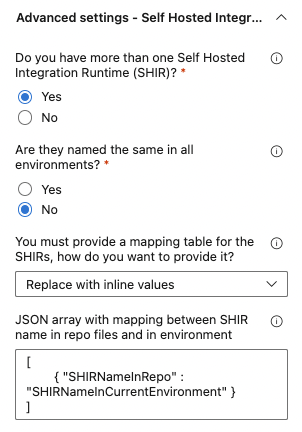 Advanced settings - Self Hosted Integr...
Do you have more than one Self Hosted
Integration Runtime (SHIR)? *
Yes
No
Are they named the same in all
environments? *
Yes
No
You must provide a mapping table for the
SHIRs, how do you want to provide it?
Replace with inline values
JSON array with mapping between SHIR
name in repo files and in environment
[
{ "SHIRNameInRepo" :
"SHIRNameInCurrentEnvironment" }
]